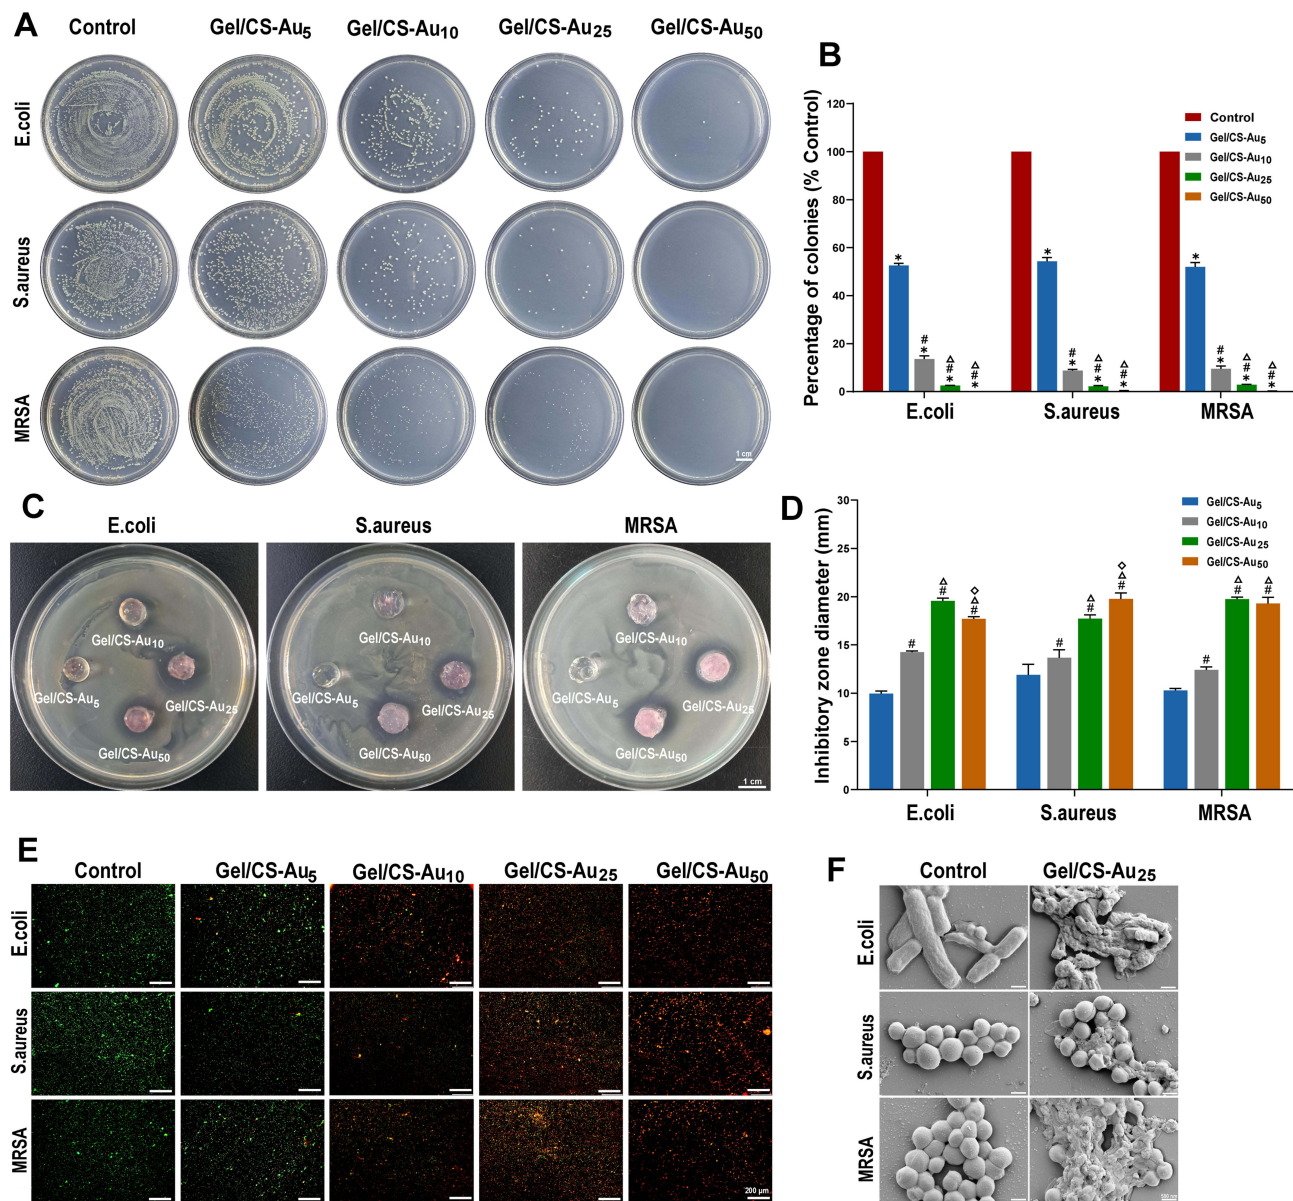 A
Control Gel/CS-Au5 Gel/CS-Au10 Gel/CS-Au25 Gel/CS-Au50
E.coli
S.aureus
MRSA
1 cm
B
Percentage of colonies (% Control)
120
100
80
60
40
20
0
Control
Gel/CS-Au5
Gel/CS-Au10
Gel/CS-Au25
Gel/CS-Au50
* # * Δ # * Δ # *
* # * Δ # * Δ # *
* # * Δ # * Δ # *
E.coli S.aureus MRSA
C
E.coli S.aureus MRSA
Gel/CS-Au10
Gel/CS-Au5
Gel/CS-Au25
Gel/CS-Au50
Gel/CS-Au10
Gel/CS-Au5
Gel/CS-Au25
Gel/CS-Au50
Gel/CS-Au10
Gel/CS-Au5
Gel/CS-Au25
Gel/CS-Au50
1 cm
D
Inhibitory zone diameter (mm)
30
25
20
15
10
5
0
Gel/CS-Au5
Gel/CS-Au10
Gel/CS-Au25
Gel/CS-Au50
# Δ # ◇ Δ #
# Δ # ◇ Δ #
# Δ # Δ #
E.coli S.aureus MRSA
E
Control Gel/CS-Au5 Gel/CS-Au10 Gel/CS-Au25 Gel/CS-Au50
E.coli
S.aureus
MRSA
200 μm
F
Control Gel/CS-Au25
E.coli
S.aureus
MRSA
500 nm